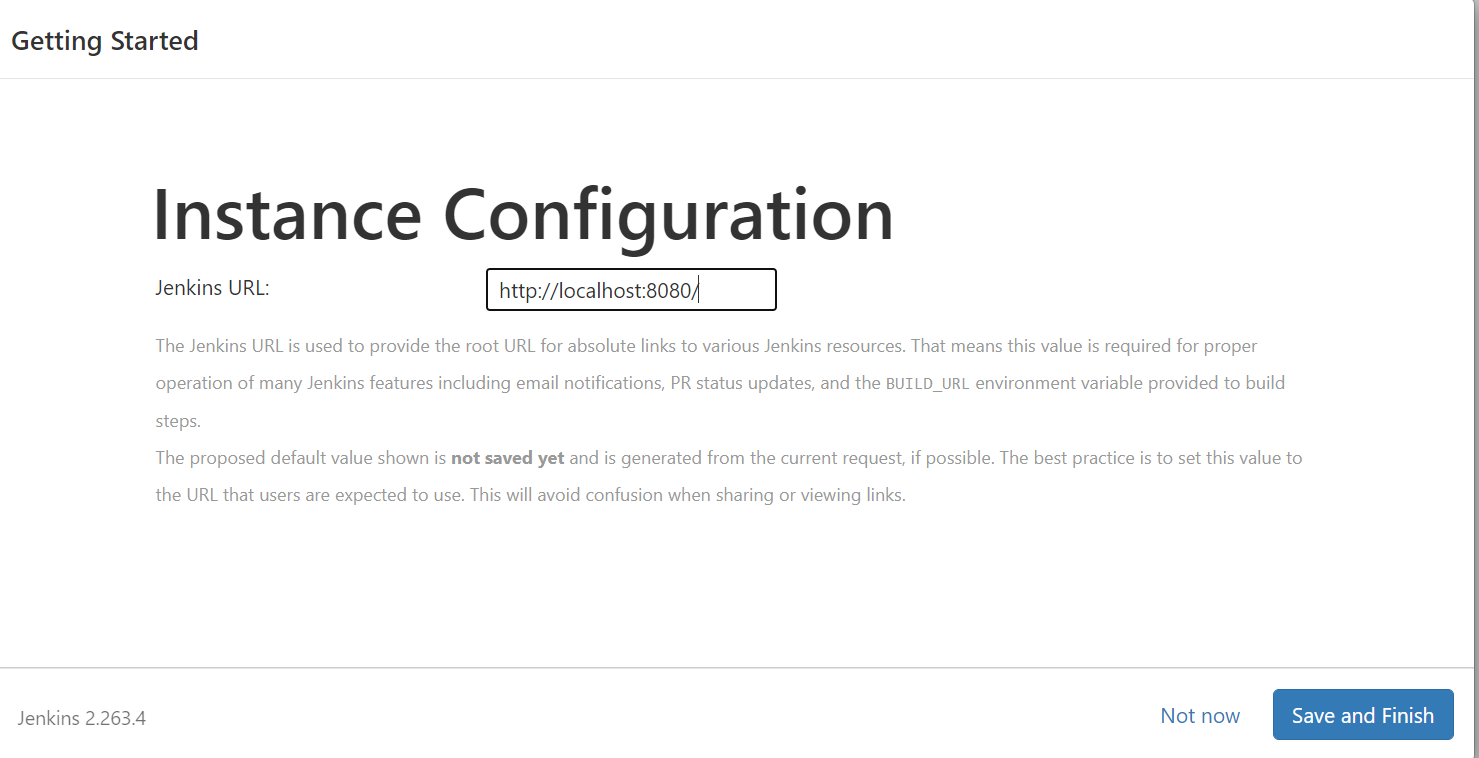 Getting Started
Instance Configuration
Jenkins URL:
http://localhost:8080/
The Jenkins URL is used to provide the root URL for absolute links to various Jenkins resources. That means this value is required for proper
operation of many Jenkins features including email notifications, PR status updates, and the BUILD_URL environment variable provided to build
steps.
The proposed default value shown is not saved yet and is generated from the current request, if possible. The best practice is to set this value to
the URL that users are expected to use. This will avoid confusion when sharing or viewing links.
Jenkins 2.263.4
Not now
Save and Finish